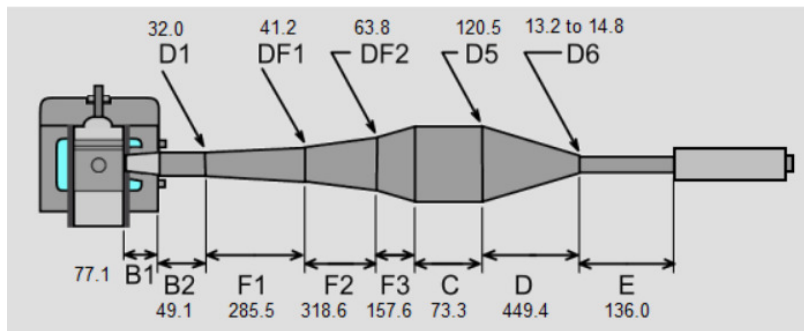 32.0 41.2 63.8 120.5 13.2 to 14.8
D1 DF1 DF2 D5 D6
77.1 B1 B2 F1 F2 F3 C D E
49.1 285.5 318.6 157.6 73.3 449.4 136.0